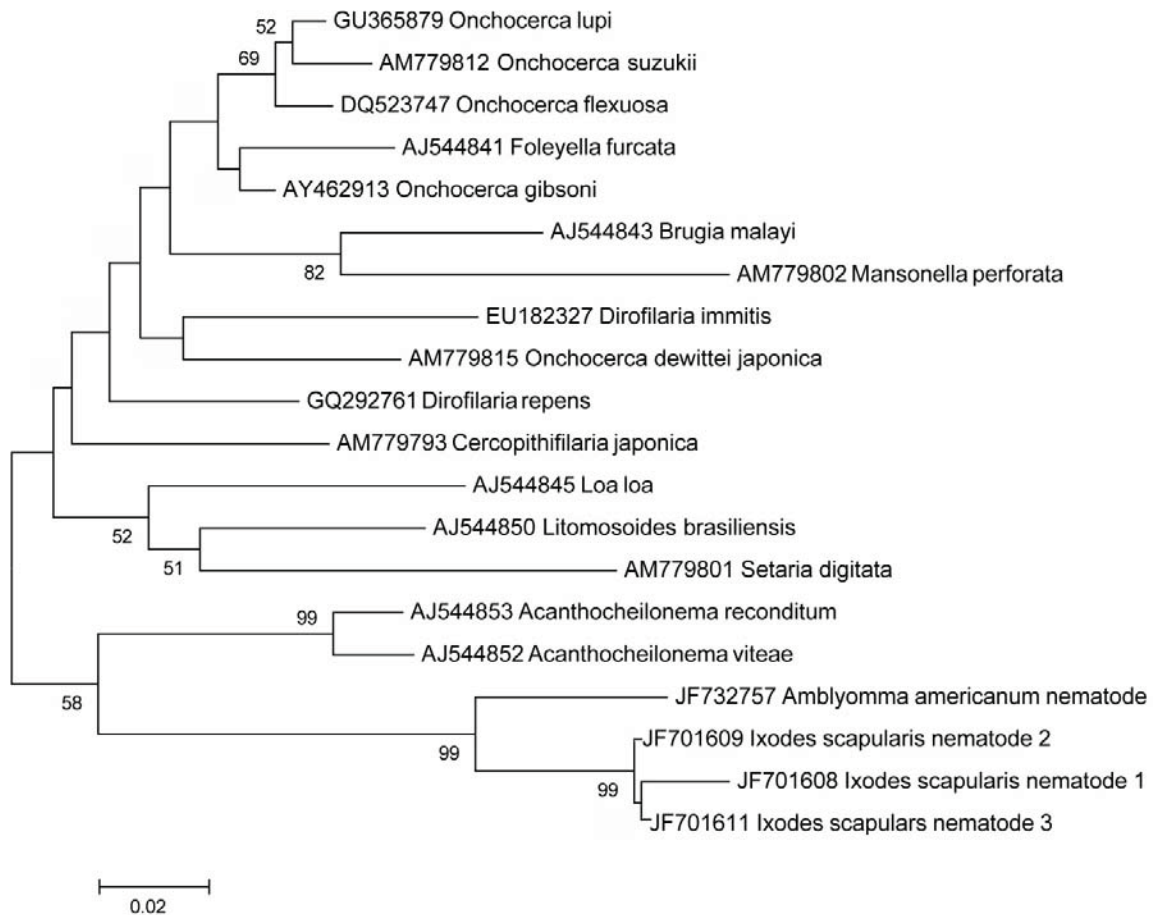 GU365879 Onchocerca lupi
52
69
AM779812 Onchocerca suzukii
DQ523747 Onchocerca flexuosa
AJ544841 Foleyella furcata
AY462913 Onchocerca gibsoni
AJ544843 Brugia malayi
82
AM779802 Mansonella perforata
EU182327 Dirofilaria immitis
AM779815 Onchocerca dewittei japonica
GQ292761 Dirofilaria repens
AM779793 Cercopithifilaria japonica
AJ544845 Loa loa
52
AJ544850 Litomosoides brasiliensis
51
AM779801 Setaria digitata
99
AJ544853 Acanthocheilonema reconditum
AJ544852 Acanthocheilonema viteae
58
JF732757 Amblyomma americanum nematode
99
JF701609 Ixodes scapularis nematode 2
99
JF701608 Ixodes scapularis nematode 1
JF701611 Ixodes scapulars nematode 3
0.02